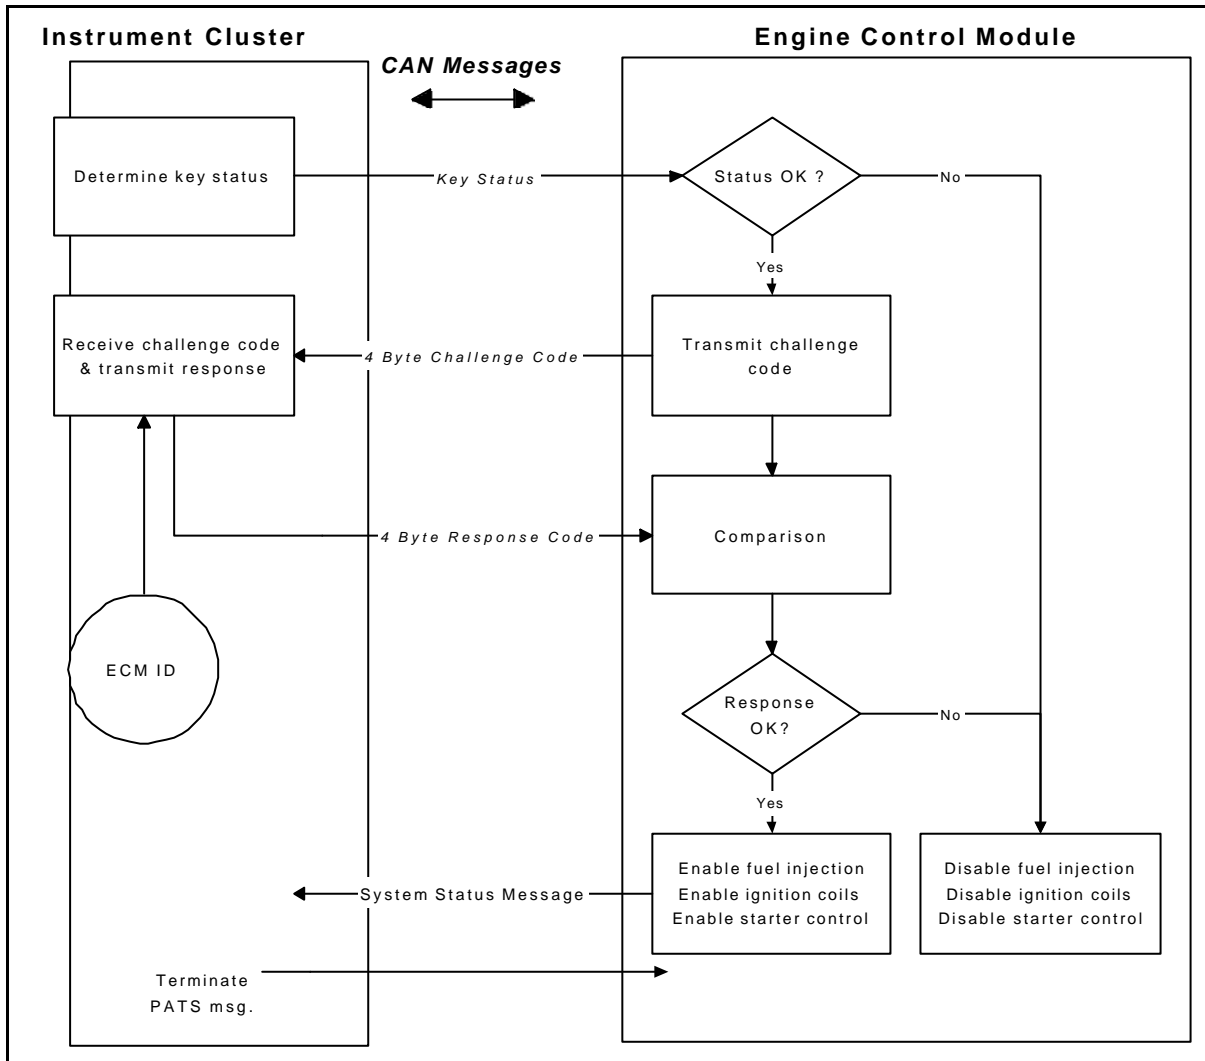 Instrument Cluster
Engine Control Module
CAN Messages
Determine key status
Key Status
Status OK ?
No
Yes
Receive challenge code
& transmit response
4 Byte Challenge Code
Transmit challenge
code
4 Byte Response Code
Comparison
ECM ID
Response
OK?
No
Yes
System Status Message
Enable fuel injection
Enable ignition coils
Enable starter control
Disable fuel injection
Disable ignition coils
Disable starter control
Terminate
PATS msg.